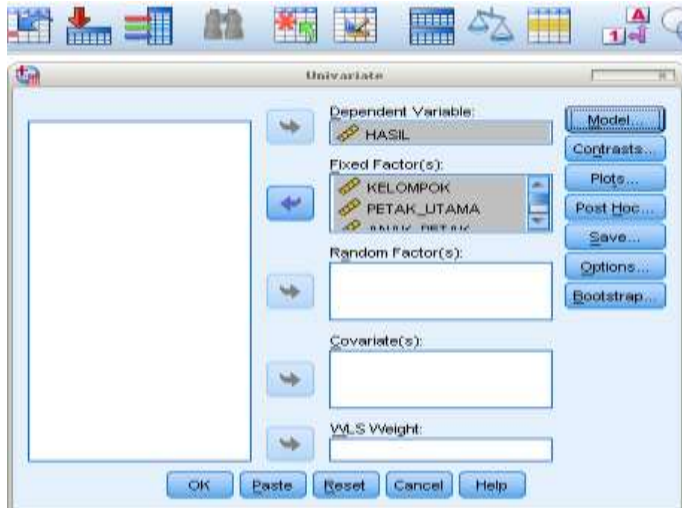 A
1
Univariate
Dependent Variable:
HASIL
Fixed Factor(s):
KELOMPOK
PETAK_UTAMA
Random Factor(s):
Covariate(s):
WLS Weight:
Model...
Contrasts...
Plots...
Post Hoc...
Save...
Options...
Bootstrap...
OK Paste Reset Cancel Help